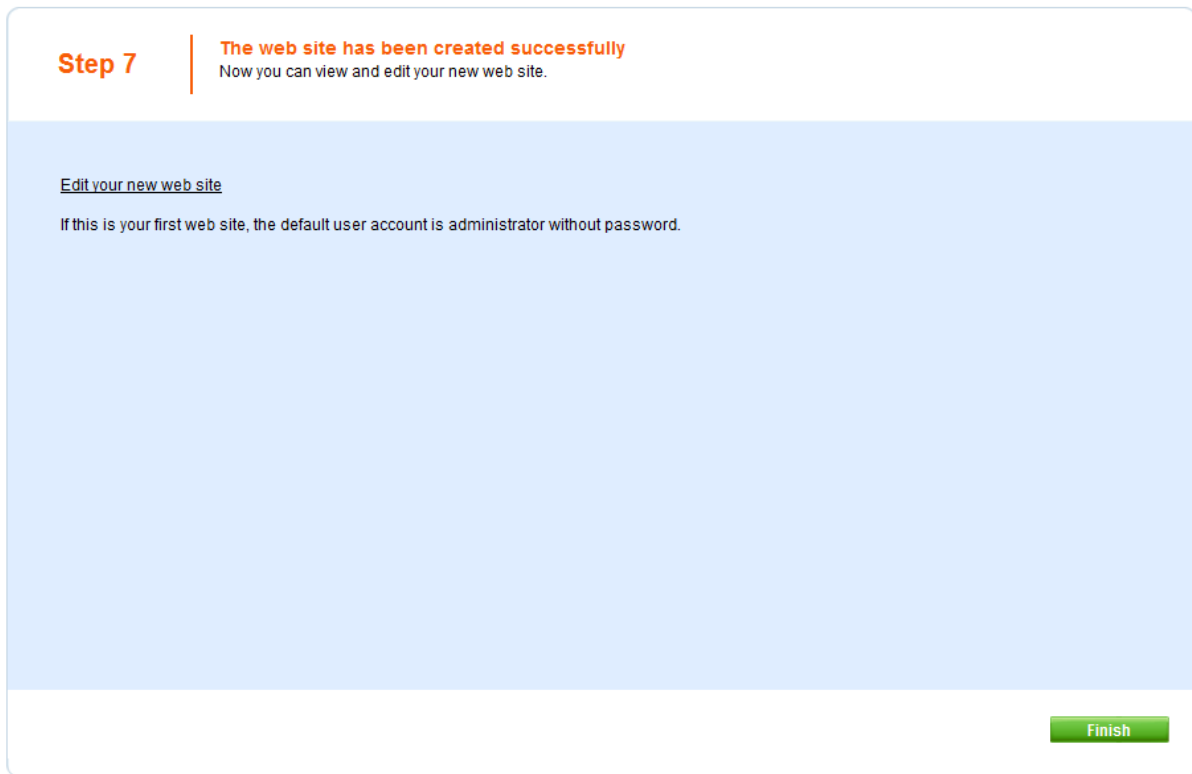 Step 7
The web site has been created successfully
Now you can view and edit your new web site.
Edit your new web site
If this is your first web site, the default user account is administrator without password.
Finish